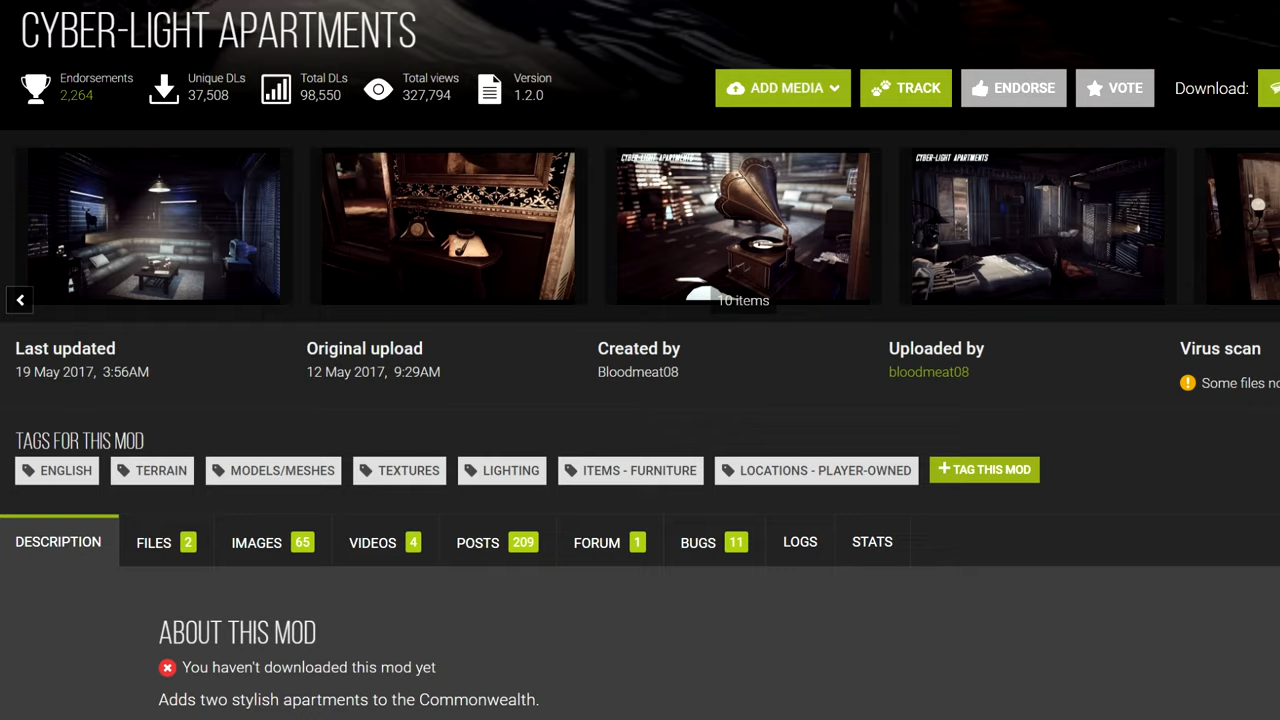 CYBER-LIGHT APARTMENTS
Endorsements
2,264
Unique DLs
37,508
Total DLs
98,550
Total views
327,794
Version
1.2.0
ADD MEDIA
TRACK
ENDORSE
VOTE
Download:
CYBER-LIGHT APARTMENTS
CYBER-LIGHT APARTMENTS
10 items
Last updated
19 May 2017, 3:56AM
Original upload
12 May 2017, 9:29AM
Created by
Bloodmeat08
Uploaded by
bloodmeat08
Virus scan
Some files
TAGS FOR THIS MOD
ENGLISH TERRAIN MODELS/MESHES TEXTURES LIGHTING ITEMS - FURNITURE LOCATIONS - PLAYER-OWNED + TAG THIS MOD
DESCRIPTION FILES 2 IMAGES 65 VIDEOS 4 POSTS 209 FORUM 1 BUGS 11 LOGS STATS
ABOUT THIS MOD
You haven't downloaded this mod yet
Adds two stylish apartments to the Commonwealth.